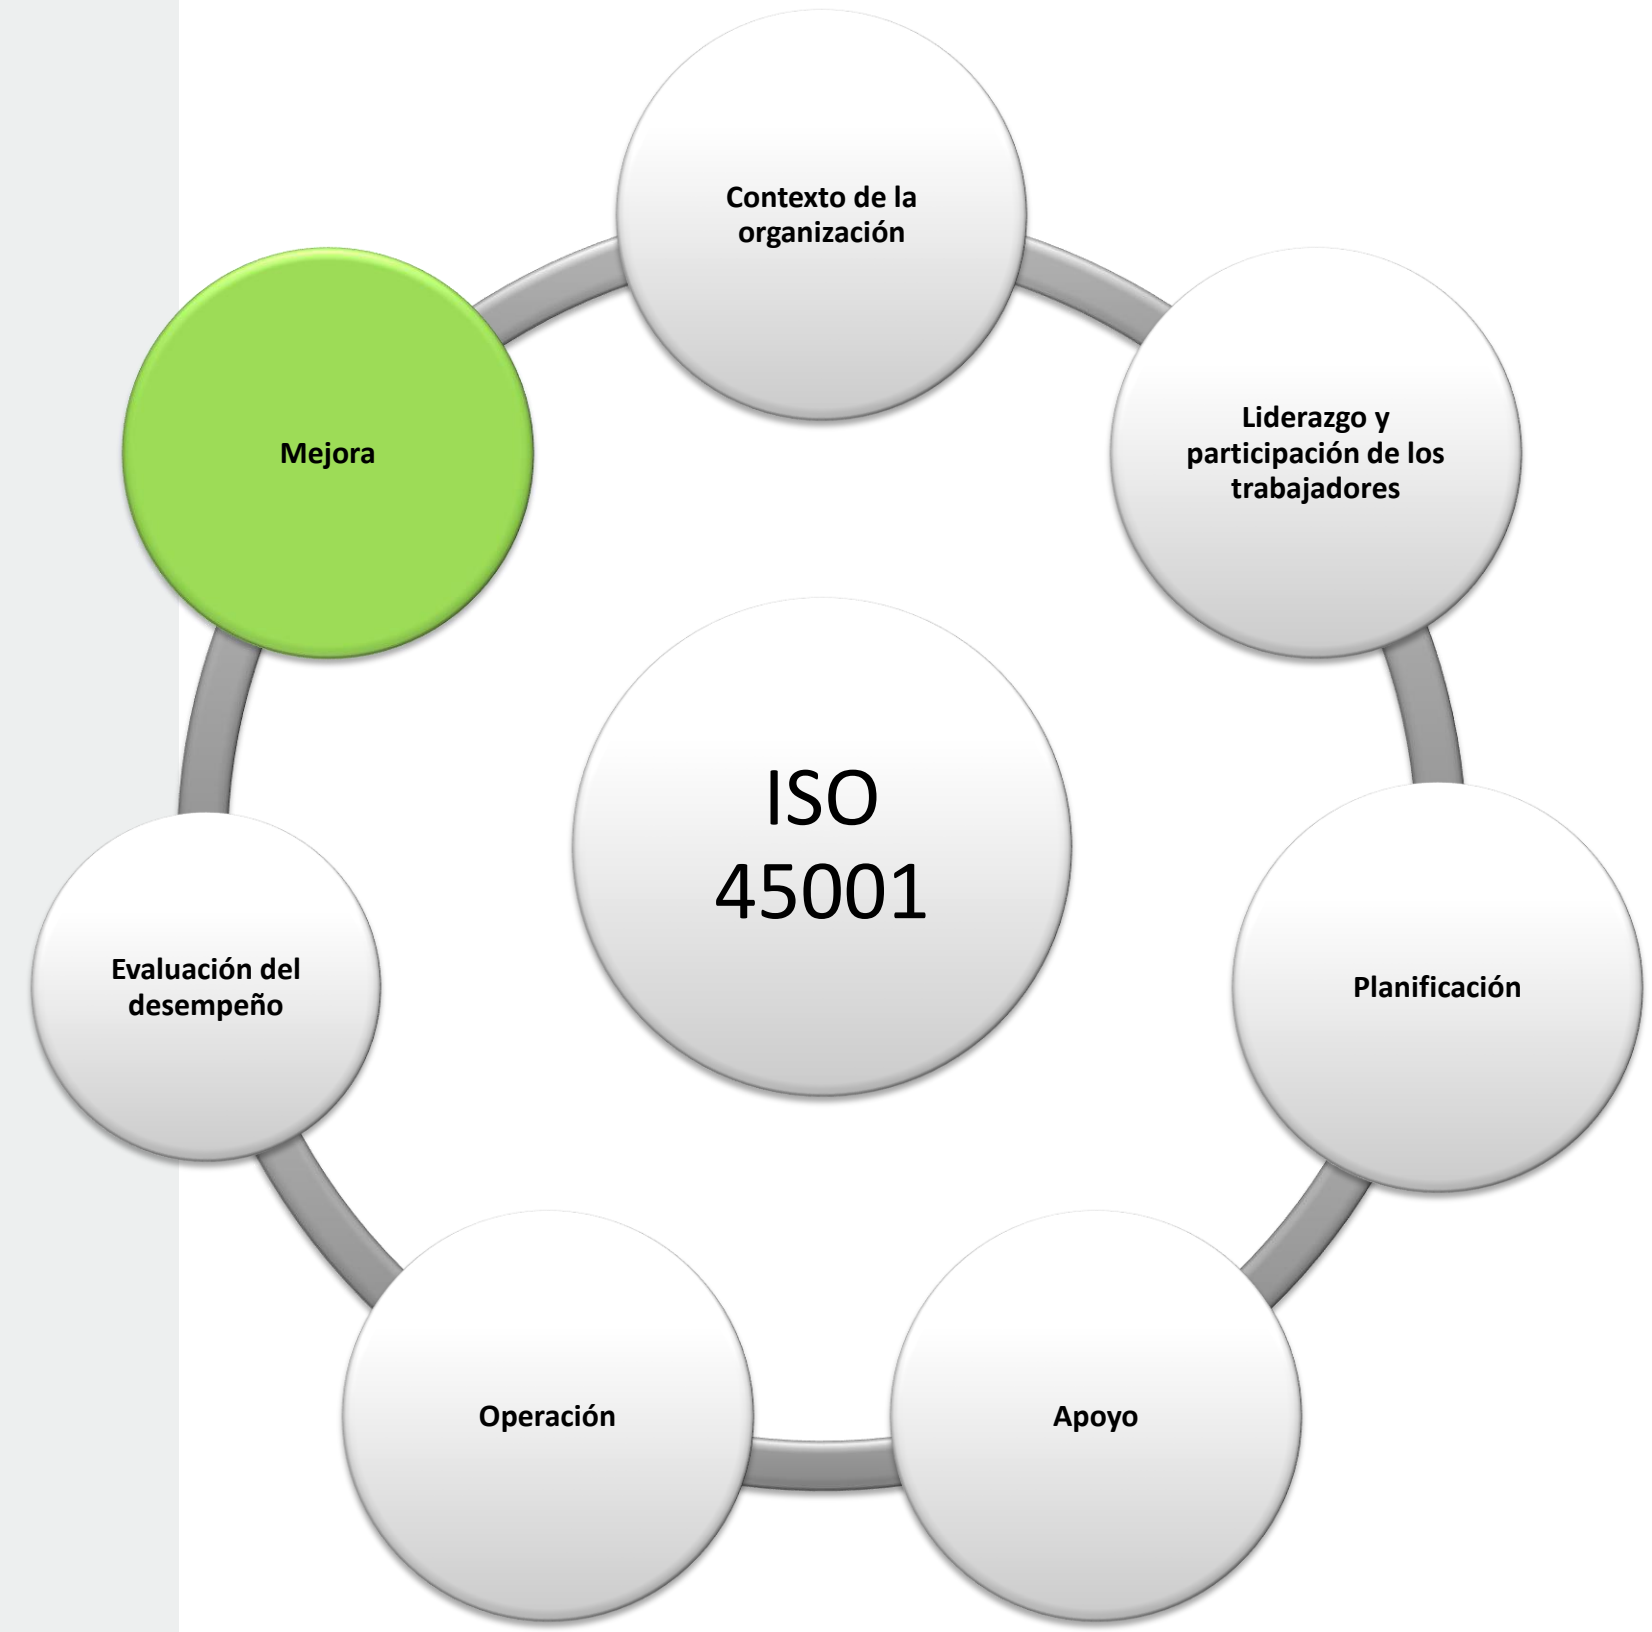 Contexto de la
organización
Liderazgo y
participación de los
trabajadores
Planificación
Apoyo
Operación
Evaluación del
desempeño
Mejora
ISO
45001